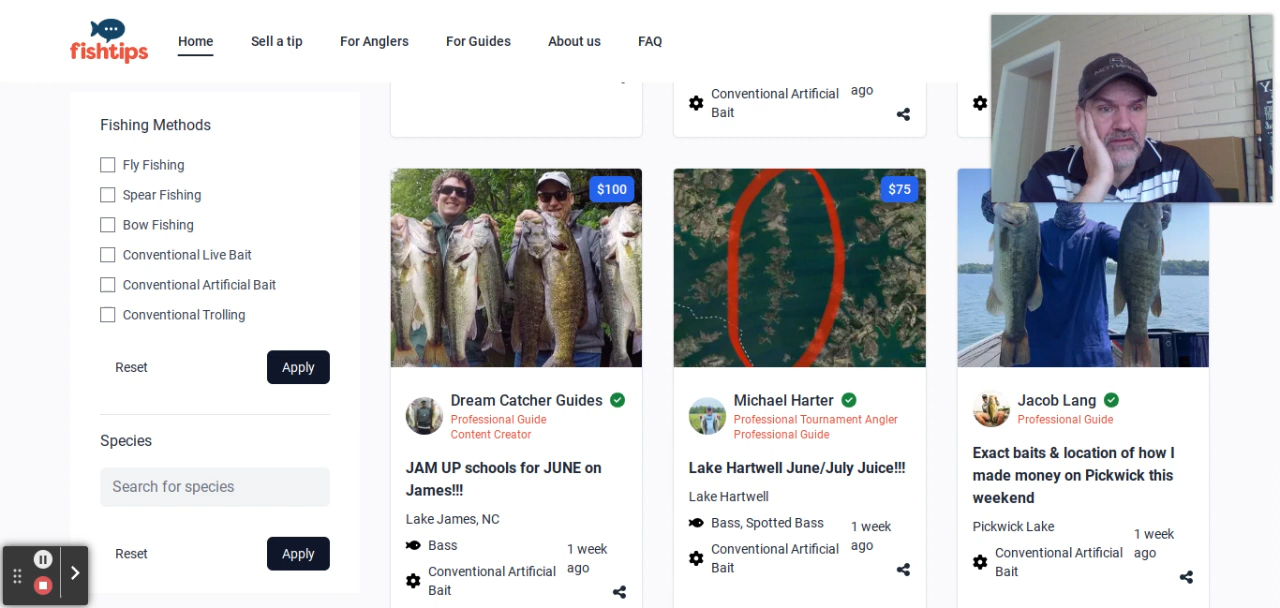 fishtips
Home
Sell a tip
For Anglers
For Guides
About us
FAQ
Fishing Methods
Fly Fishing
Spear Fishing
Bow Fishing
Conventional Live Bait
Conventional Artificial Bait
Conventional Trolling
Reset
Apply
Species
Search for species
Reset
Apply
Conventional Artificial
Bait
ago
$100
Dream Catcher Guides
Professional Guide
Content Creator
JAM UP schools for JUNE on
James!!!
Lake James, NC
Bass
Conventional Artificial
Bait
1 week
ago
$75
Michael Harter
Professional Tournament Angler
Professional Guide
Lake Hartwell June/July Juice!!!
Lake Hartwell
Bass, Spotted Bass
Conventional Artificial
Bait
1 week
ago
Jacob Lang
Professional Guide
Exact baits & location of how I
made money on Pickwick this
weekend
Pickwick Lake
Conventional Artificial
Bait
1 week
ago